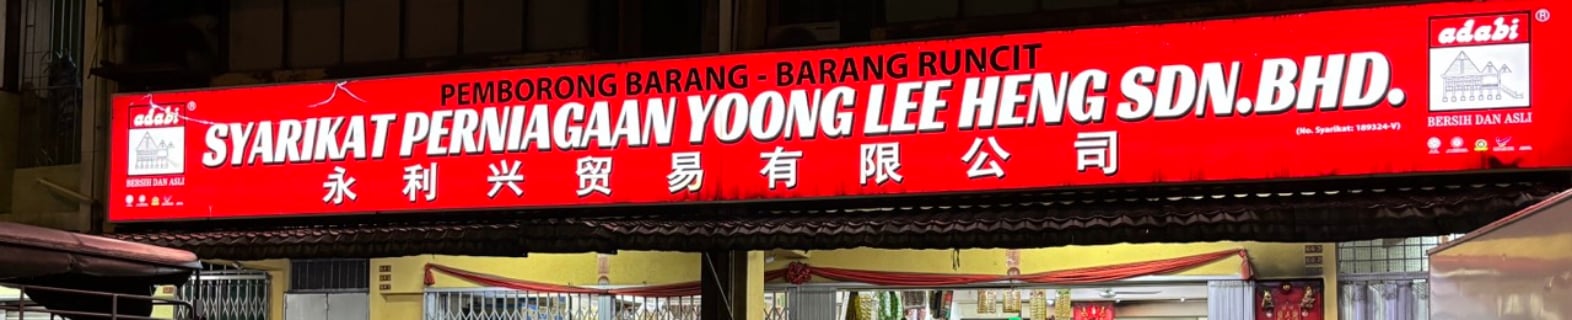 adabi
BERSIH DAN ASLI
PEMBORONG BARANG - BARANG RUNCIT
SYARIKAT PERNIAGAAN YOONG LEE HENG SDN.BHD.
永利兴贸易有限公司
(No. Syarikat: 189324-V)
adabi
BERSIH DAN ASLI